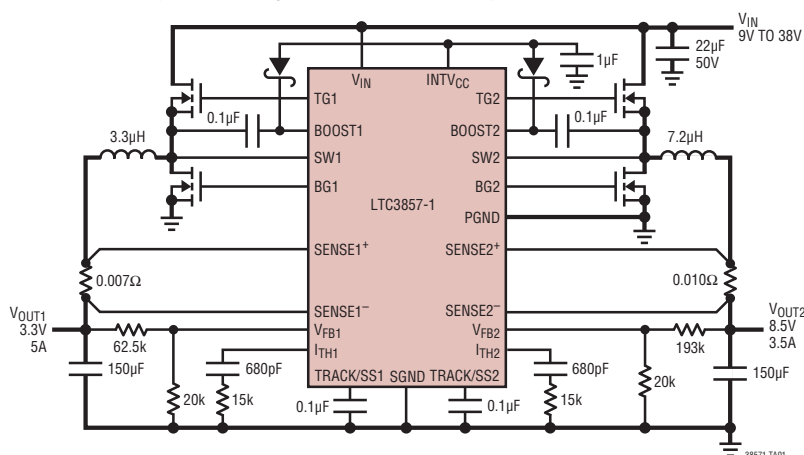 V_IN
9V TO 38V
22µF
50V
1µF
V_IN
INTV_CC
TG1
TG2
0.1µF
0.1µF
BOOST1
BOOST2
3.3µH
7.2µH
SW1
SW2
BG1
BG2
LTC3857-1
PGND
SENSE1+
SENSE2+
0.007Ω
0.010Ω
SENSE1–
SENSE2–
V_OUT1
3.3V
5A
V_OUT2
8.5V
3.5A
V_FB1
V_FB2
62.5k
193k
I_TH1
I_TH2
150µF
680pF
680pF
150µF
TRACK/SS1
SGND
TRACK/SS2
20k
15k
15k
20k
0.1µF
0.1µF
38571 TA01